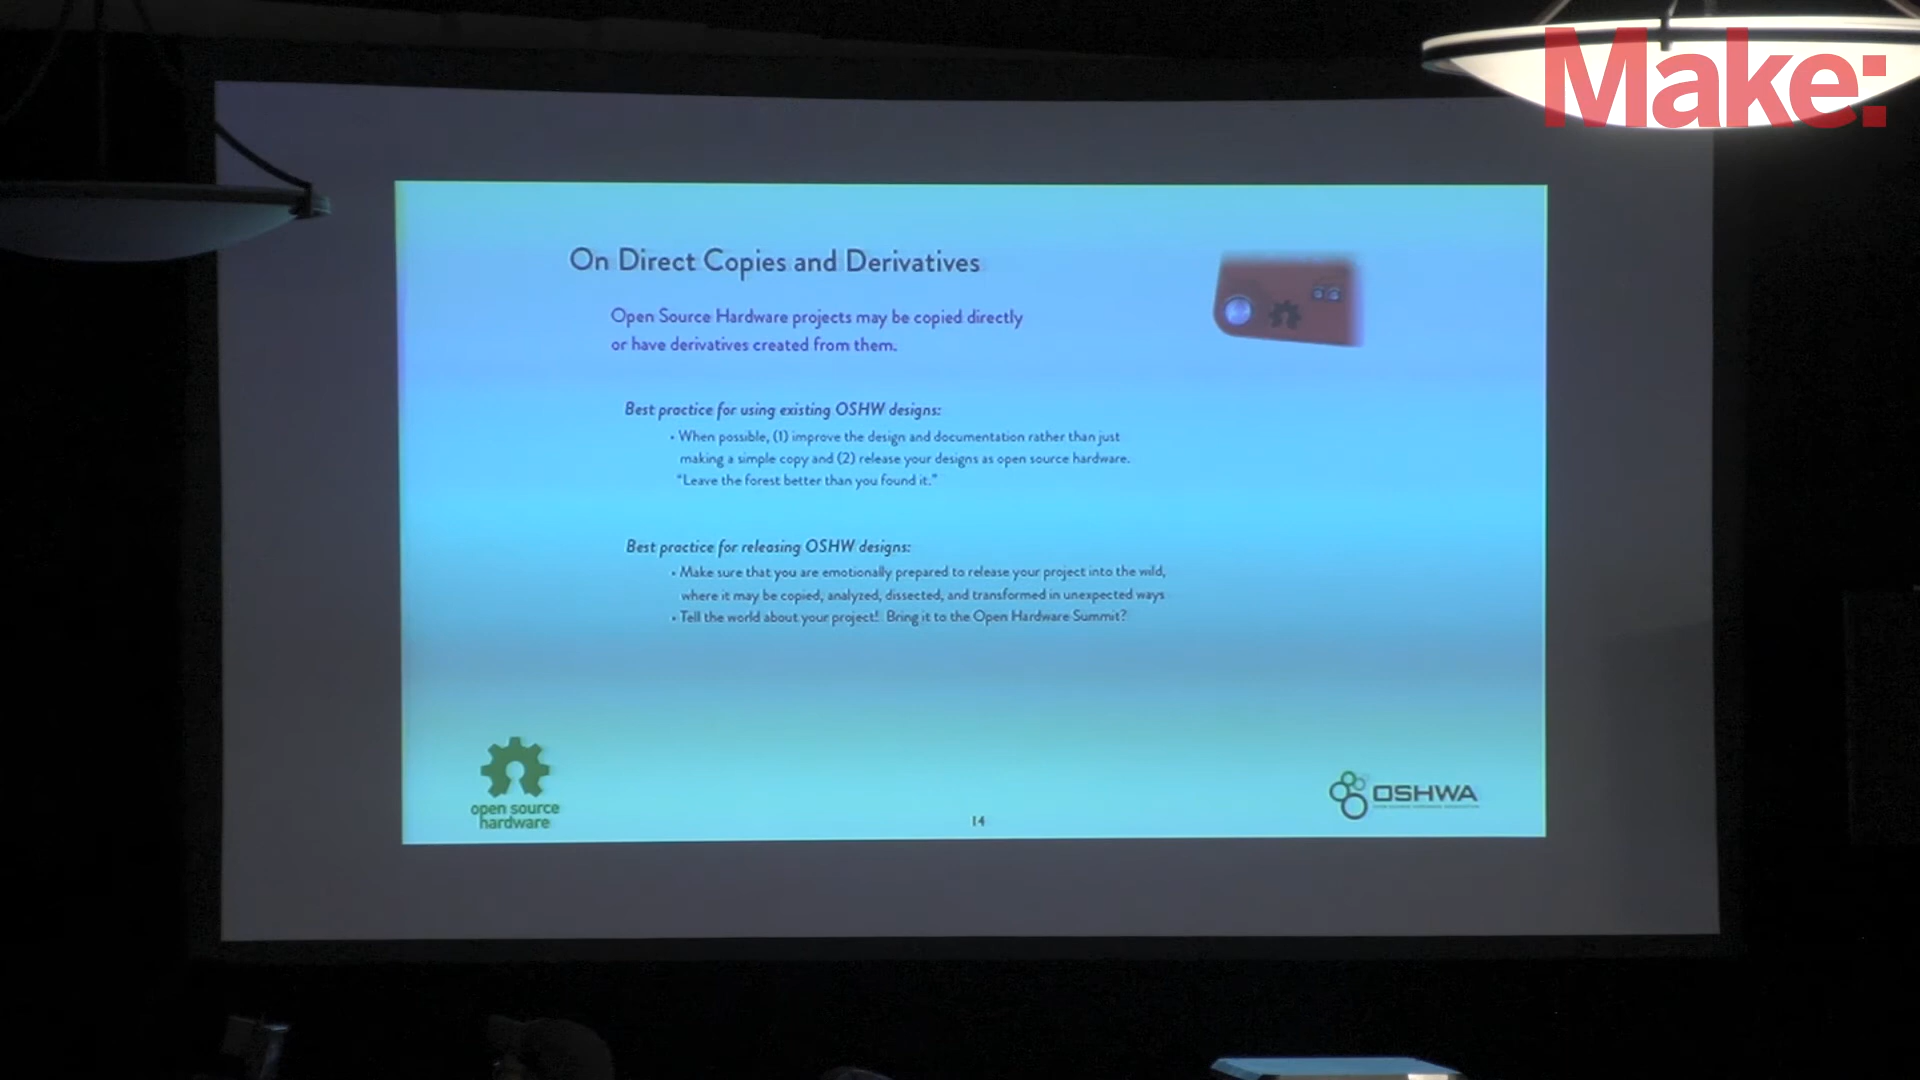 Make:
On Direct Copies and Derivatives
Open Source Hardware projects may be copied directly
or have derivatives created from them.
Best practice for using existing OSHW designs:
• When possible, (1) improve the design and documentation rather than just
making a simple copy and (2) release your designs as open source hardware.
"Leave the forest better than you found it."
Best practice for releasing OSHW designs:
• Make sure that you are emotionally prepared to release your project into the wild,
where it may be copied, analyzed, dissected, and transformed in unexpected ways
• Tell the world about your project! Bring it to the Open Hardware Summit?
open source
hardware
14
OSHWA